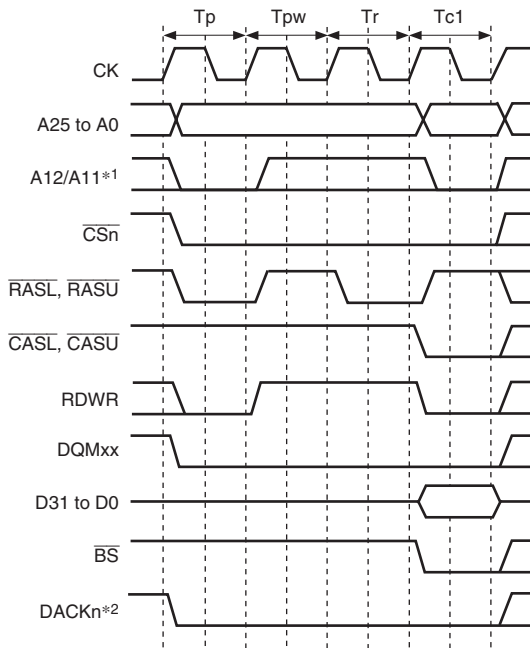 Tp Tpw Tr Tc1
CK
A25 to A0
A12/A11*1
CSn
RASL, RASU
CASL, CASU
RDWR
DQMxx
D31 to D0
BS
DACKn*2